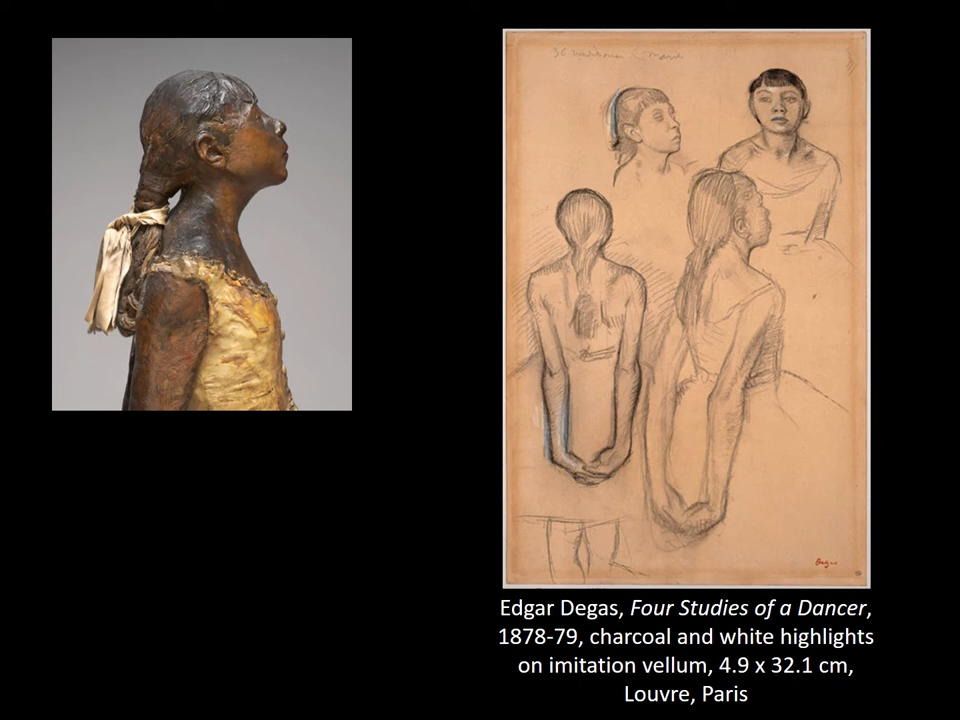 36 
Edgar Degas, Four Studies of a Dancer,
1878-79, charcoal and white highlights
on imitation vellum, 4.9 x 32.1 cm,
Louvre, Paris
Degas